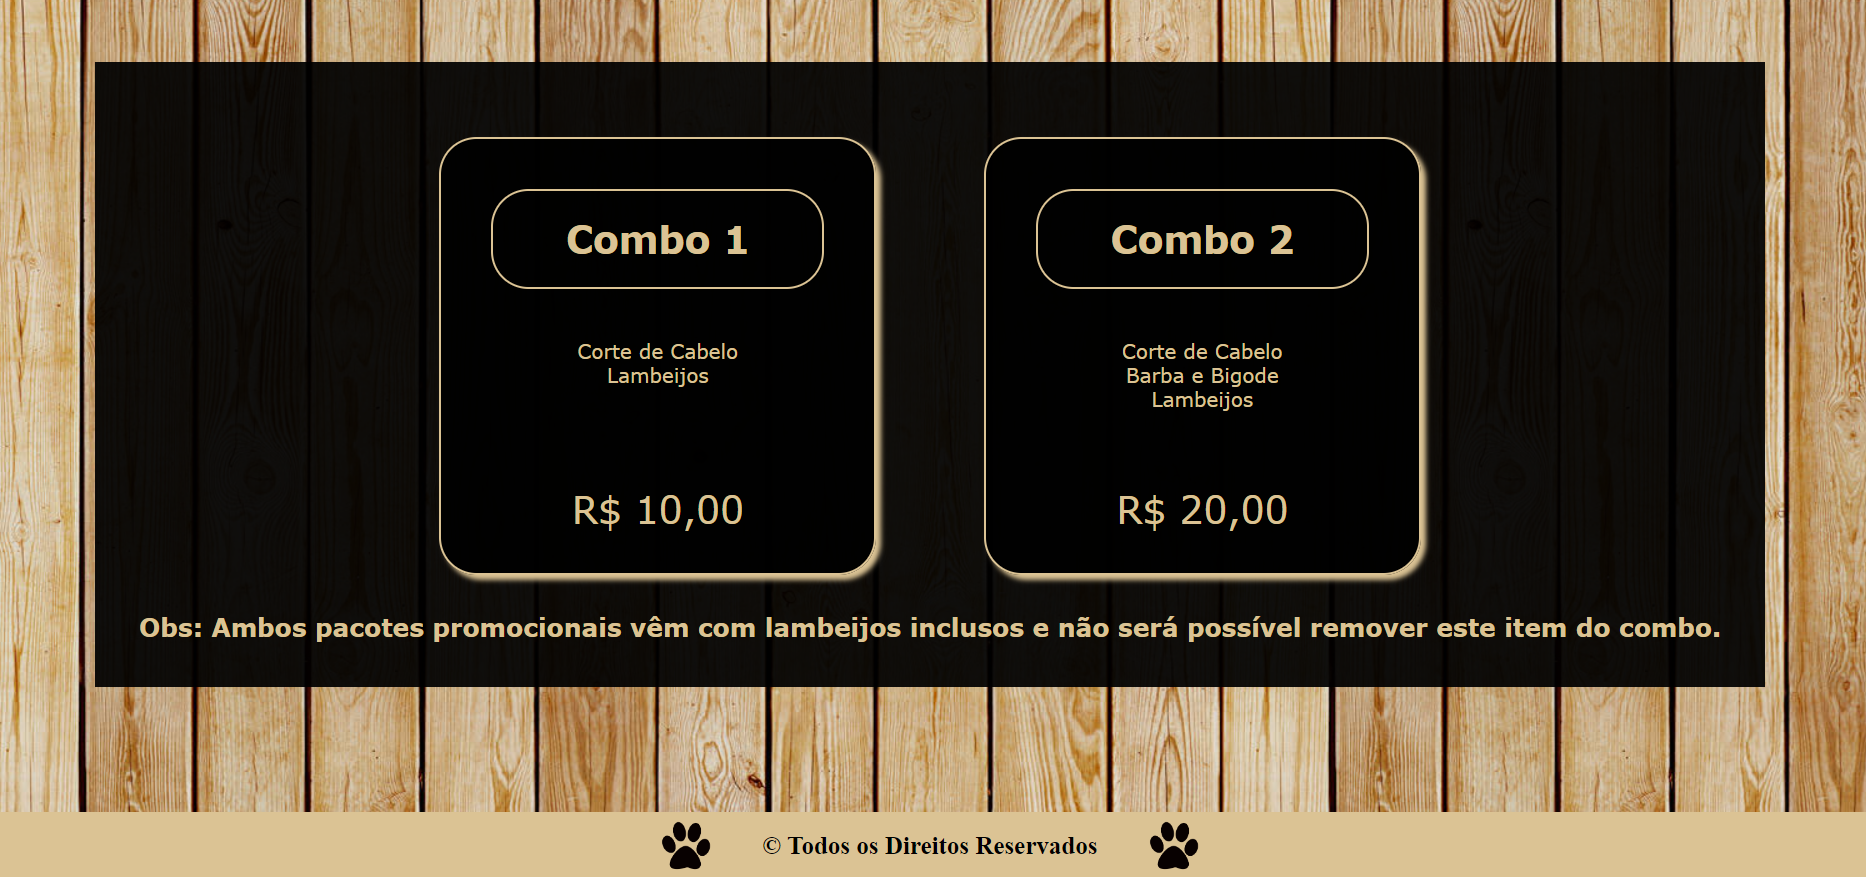 Combo 1
Corte de Cabelo
Lambeijos
R$ 10,00
Combo 2
Corte de Cabelo
Barba e Bigode
Lambeijos
R$ 20,00
Obs: Ambos pacotes promocionais vêm com lambeijos inclusos e não será possível remover este item do combo.
© Todos os Direitos Reservados